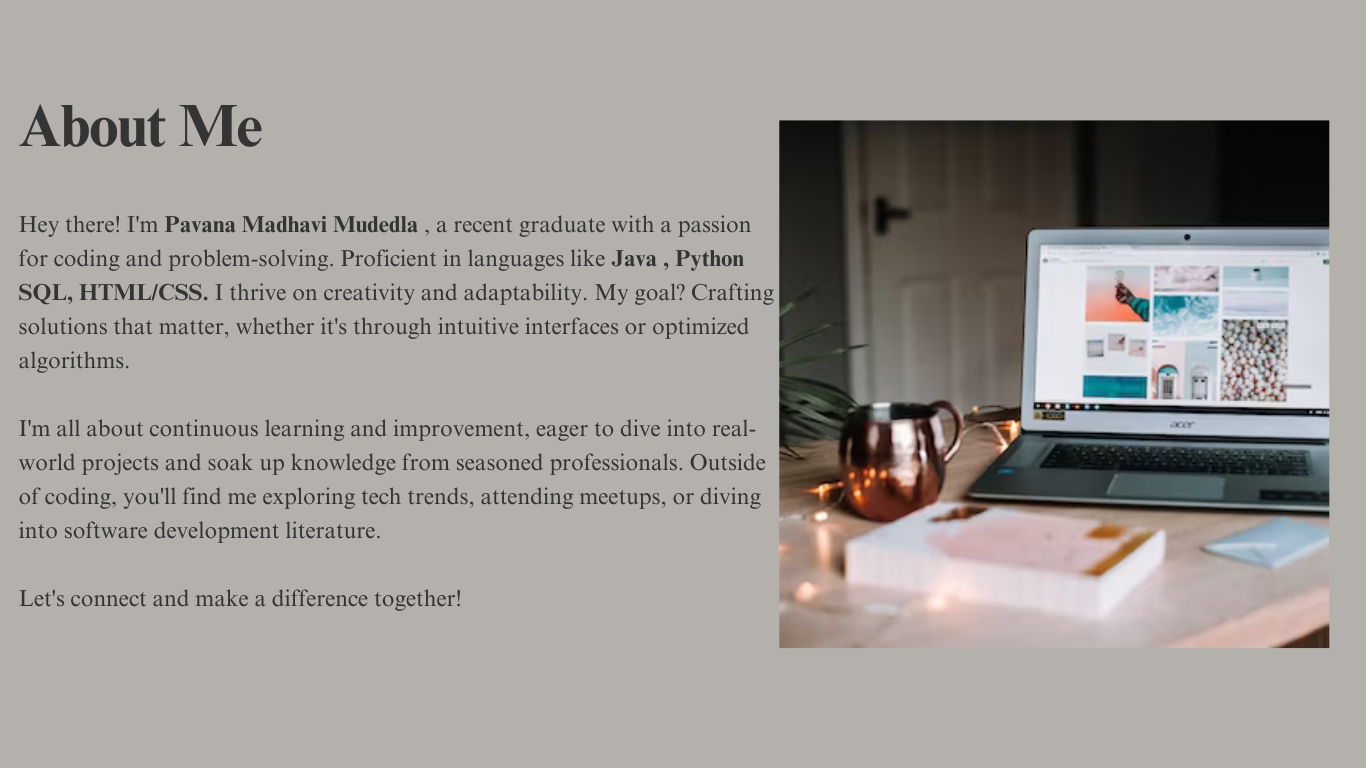 About Me
Hey there! I'm Pavana Madhavi Mudedla , a recent graduate with a passion
for coding and problem-solving. Proficient in languages like Java , Python
SQL, HTML/CSS. I thrive on creativity and adaptability. My goal? Crafting
solutions that matter, whether it's through intuitive interfaces or optimized
algorithms.
I'm all about continuous learning and improvement, eager to dive into real-
world projects and soak up knowledge from seasoned professionals. Outside
of coding, you'll find me exploring tech trends, attending meetups, or diving
into software development literature.
Let's connect and make a difference together!
acer